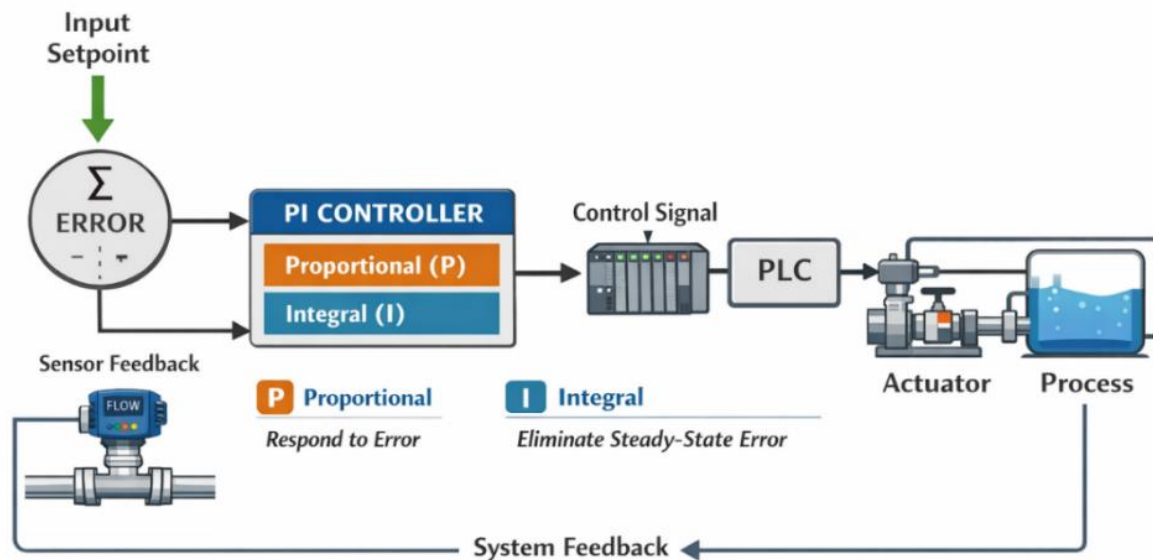 Input
Setpoint
Σ
ERROR
PI CONTROLLER
Proportional (P)
Integral (I)
Control Signal
PLC
Actuator
Process
Sensor Feedback
FLOW
P Proportional
Respond to Error
I Integral
Eliminate Steady-State Error
System Feedback